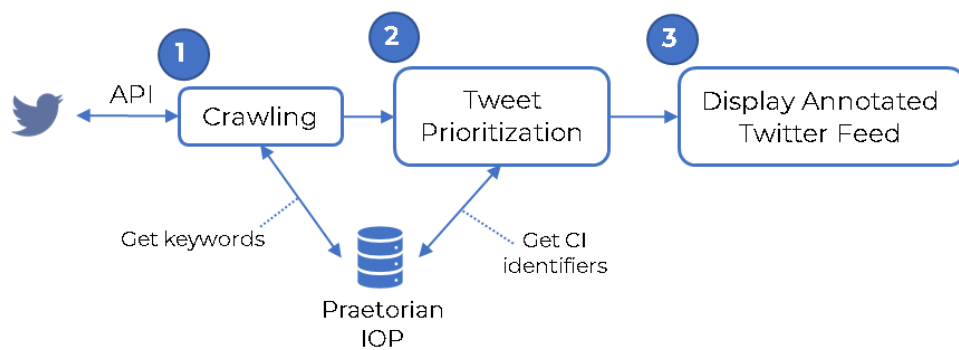 1
2
3
API
Crawling
Tweet
Prioritization
Display Annotated
Twitter Feed
Get keywords
Get CI
identifiers
Praetorian
IOP